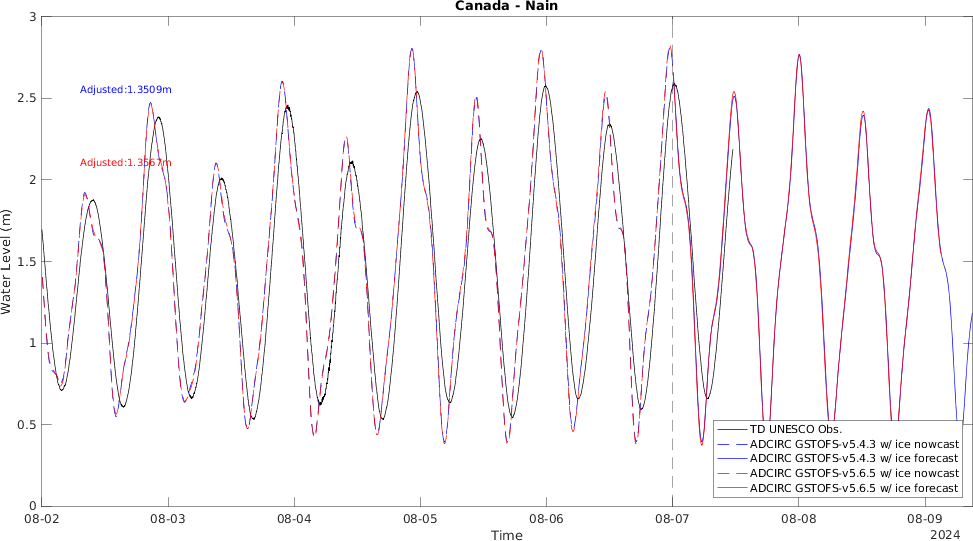 Canada - Nain
3
2.5
2
1.5
1
0.5
0
Water Level (m)
Adjusted:1.3509m
Adjusted:1.3567m
TD UNESCO Obs.
ADCIRC GSTOFS-v5.4.3 w/ ice nowcast
ADCIRC GSTOFS-v5.4.3 w/ ice forecast
ADCIRC GSTOFS-v5.6.5 w/ ice nowcast
ADCIRC GSTOFS-v5.6.5 w/ ice forecast
08-02 08-03 08-04 08-05 08-06 08-07 08-08 08-09
Time
2024